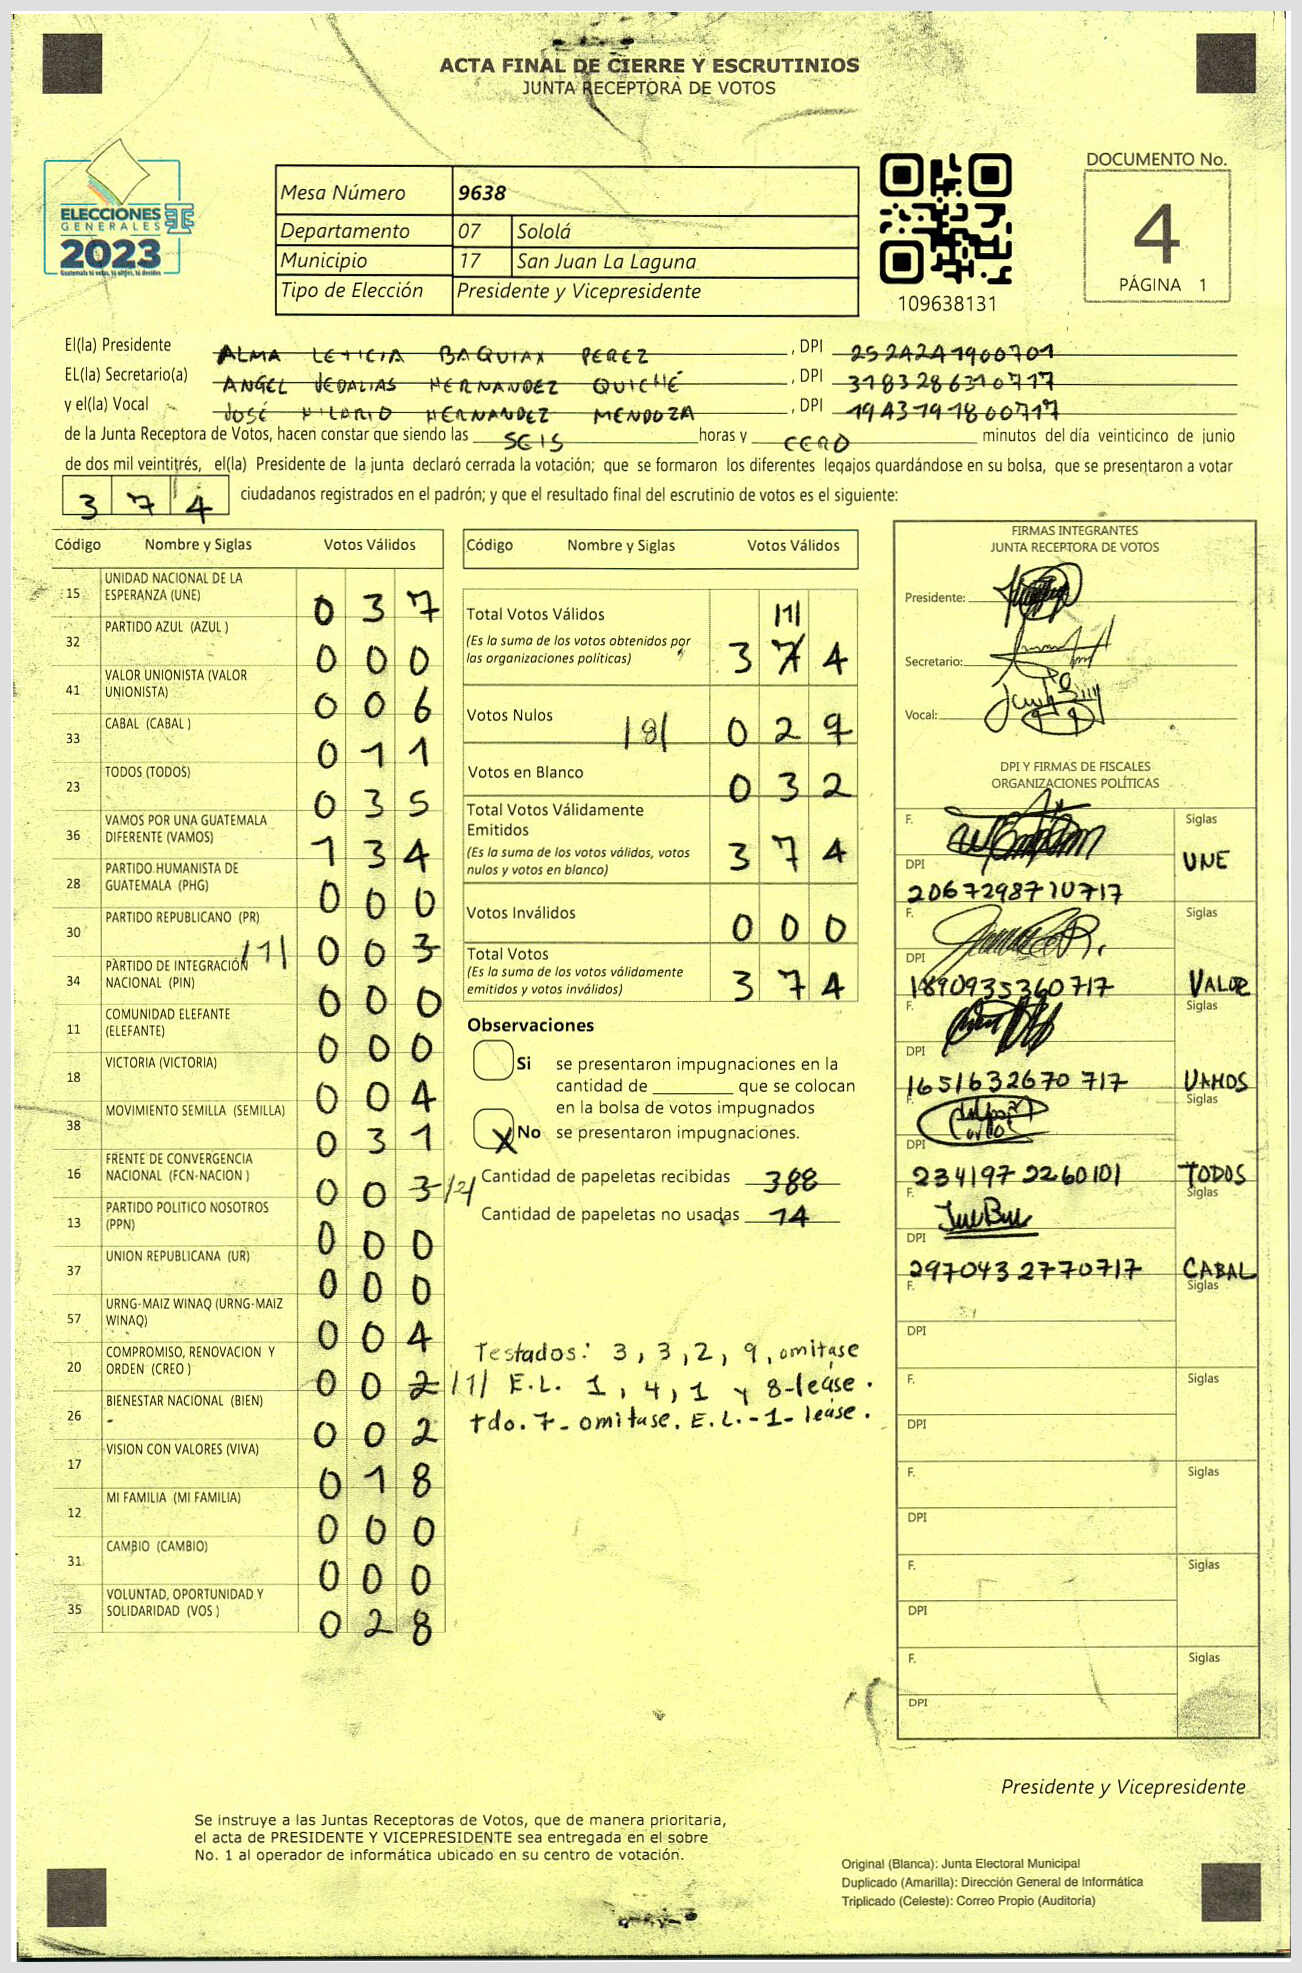 ACTA FINAL DE CIERRE Y ESCRUTINIOS
JUNTA RECEPTORA DE VOTOS
ELECCIONES
GENERALES
2023
Guatemala tú votas, tú eliges, tú decides
Mesa Número 9638
Departamento 07 Sololá
Municipio 17 San Juan La Laguna
Tipo de Elección Presidente y Vicepresidente
109638131
DOCUMENTO No.
4
PÁGINA 1
El(la) Presidente ALMA LETICIA BAQUIAX PEREZ , DPI 2524241900701
EL(la) Secretario(a) ANGEL JEDALIAS HERNANDEZ QUICHÉ , DPI 3183286310717
y el(la) Vocal JOSÉ HILARIO HERNANDEZ MENDOZA , DPI 1943791800717
de la Junta Receptora de Votos, hacen constar que siendo las SEIS horas y CERO minutos del día veinticinco de junio
de dos mil veintitrés, el(la) Presidente de la junta declaró cerrada la votación; que se formaron los diferentes legajos guardándose en su bolsa, que se presentaron a votar
3 7 4 ciudadanos registrados en el padrón; y que el resultado final del escrutinio de votos es el siguiente:
Código Nombre y Siglas Votos Válidos
15 UNIDAD NACIONAL DE LA
ESPERANZA (UNE) 0 3 7
32 PARTIDO AZUL (AZUL ) 0 0 0
41 VALOR UNIONISTA (VALOR
UNIONISTA) 0 0 6
33 CABAL (CABAL ) 0 1 1
23 TODOS (TODOS) 0 3 5
36 VAMOS POR UNA GUATEMALA
DIFERENTE (VAMOS) 1 3 4
28 PARTIDO HUMANISTA DE
GUATEMALA (PHG) 0 0 0
30 PARTIDO REPUBLICANO (PR) /1/ 0 0 3
34 PARTIDO DE INTEGRACIÓN
NACIONAL (PIN) 0 0 0
11 COMUNIDAD ELEFANTE
(ELEFANTE) 0 0 0
18 VICTORIA (VICTORIA) 0 0 4
38 MOVIMIENTO SEMILLA (SEMILLA) 0 3 1
16 FRENTE DE CONVERGENCIA
NACIONAL (FCN-NACION ) 0 0 3
13 PARTIDO POLITICO NOSOTROS
(PPN) 0 0 0
37 UNION REPUBLICANA (UR) 0 0 0
57 URNG-MAIZ WINAQ (URNG-MAIZ
WINAQ) 0 0 4
20 COMPROMISO, RENOVACION Y
ORDEN (CREO ) 0 0 2 /1/
26 BIENESTAR NACIONAL (BIEN) 0 0 2
17 VISION CON VALORES (VIVA) 0 1 8
12 MI FAMILIA (MI FAMILIA) 0 0 0
31 CAMBIO (CAMBIO) 0 0 0
35 VOLUNTAD, OPORTUNIDAD Y
SOLIDARIDAD (VOS ) 0 2 8
Código Nombre y Siglas Votos Válidos
Total Votos Válidos /1/
(Es la suma de los votos obtenidos por
las organizaciones políticas) 3 7 4
Votos Nulos /8/ 0 2 9
Votos en Blanco 0 3 2
Total Votos Válidamente
Emitidos
(Es la suma de los votos válidos, votos
nulos y votos en blanco) 3 7 4
Votos Inválidos 0 0 0
Total Votos
(Es la suma de los votos válidamente
emitidos y votos inválidos) 3 7 4
Observaciones
Si se presentaron impugnaciones en la
cantidad de ________ que se colocan
en la bolsa de votos impugnados
X No se presentaron impugnaciones.
Cantidad de papeletas recibidas 388
Cantidad de papeletas no usadas 14
Testados: 3, 3, 2, 9, omitase
E.L. 1, 4, 1 y 8-leáse.
tdo. 7- omitase. E.L.-1- leáse.
FIRMAS INTEGRANTES
JUNTA RECEPTORA DE VOTOS
Presidente:
Secretario:
Vocal:
DPI Y FIRMAS DE FISCALES
ORGANIZACIONES POLÍTICAS
F. Siglas
DPI UNE
2067298710717
F. Siglas
DPI
1890935360717 VALOR
F. Siglas
DPI
1651632670717 VAMOS
F. Siglas
DPI
2341972260101 TODOS
F. Siglas
DPI
2970432770717 CABAL
F. Siglas
DPI
F. Siglas
DPI
F. Siglas
DPI
F. Siglas
DPI
F. Siglas
DPI
Presidente y Vicepresidente
Se instruye a las Juntas Receptoras de Votos, que de manera prioritaria,
el acta de PRESIDENTE Y VICEPRESIDENTE sea entregada en el sobre
No. 1 al operador de informática ubicado en su centro de votación.
Original (Blanca): Junta Electoral Municipal
Duplicado (Amarilla): Dirección General de Informática
Triplicado (Celeste): Correo Propio (Auditoria)